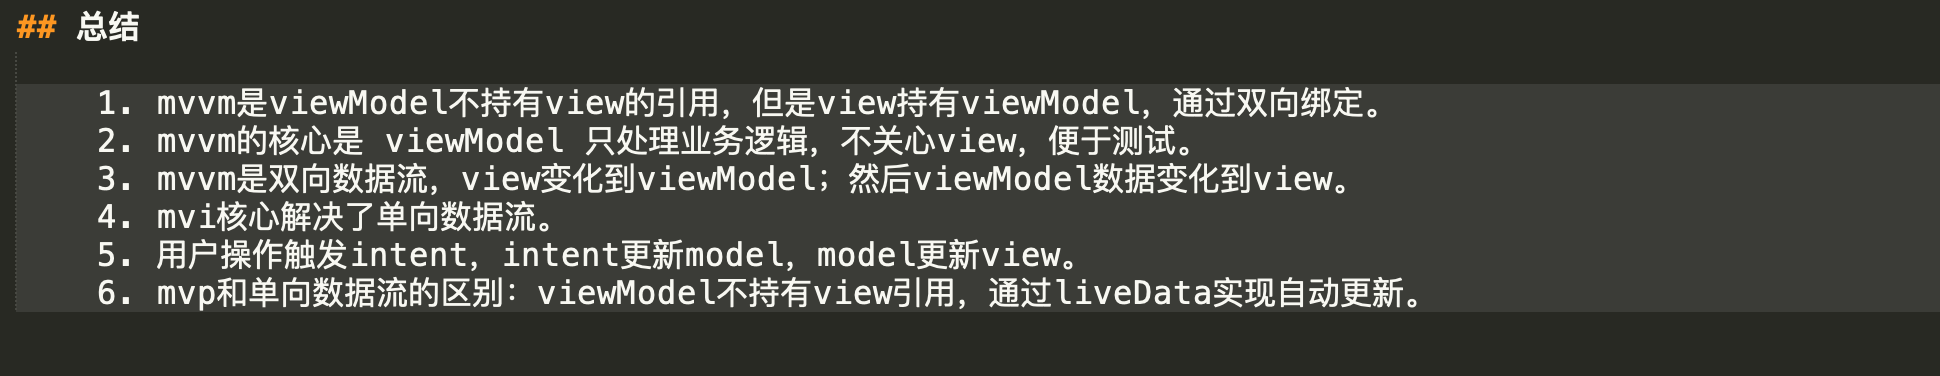 ## 总结
1. mvvm是viewModel不持有view的引用，但是view持有viewModel，通过双向绑定。
2. mvvm的核心是 viewModel 只处理业务逻辑，不关心view，便于测试。
3. mvvm是双向数据流，view变化到viewModel；然后viewModel数据变化到view。
4. mvi核心解决了单向数据流。
5. 用户操作触发intent，intent更新model，model更新view。
6. mvp和单向数据流的区别：viewModel不持有view引用，通过liveData实现自动更新。